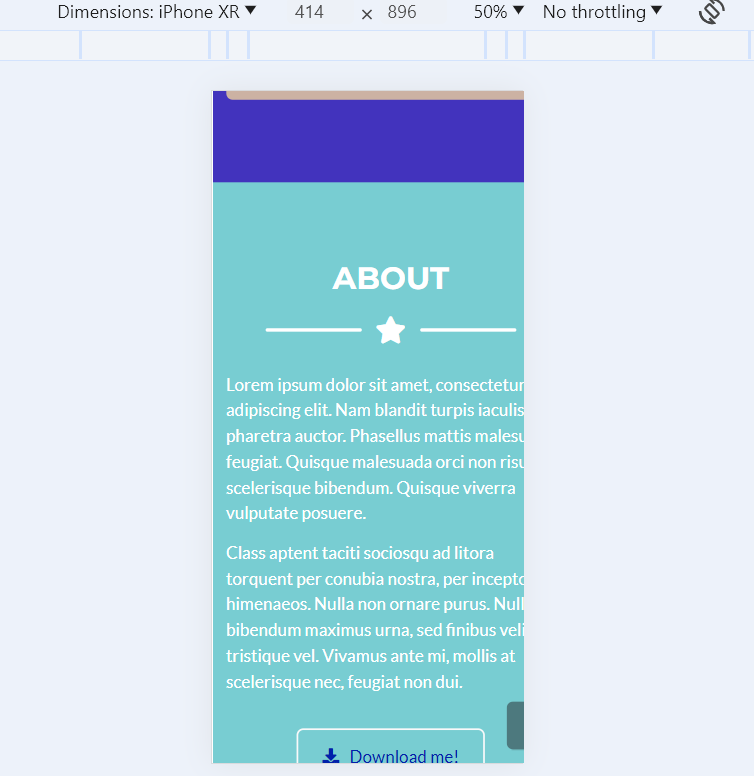 Dimensions: iPhone XR 414 × 896 50% No throttling
ABOUT
Lorem ipsum dolor sit amet, consectetur
adipiscing elit. Nam blandit turpis iaculis
pharetra auctor. Phasellus mattis malesu
feugiat. Quisque malesuada orci non risu
scelerisque bibendum. Quisque viverra
vulputate posuere.
Class aptent taciti sociosqu ad litora
torquent per conubia nostra, per incepto
himenaeos. Nulla non ornare purus. Null
bibendum maximus urna, sed finibus veli
tristique vel. Vivamus ante mi, mollis at
scelerisque nec, feugiat non dui.
Download me!